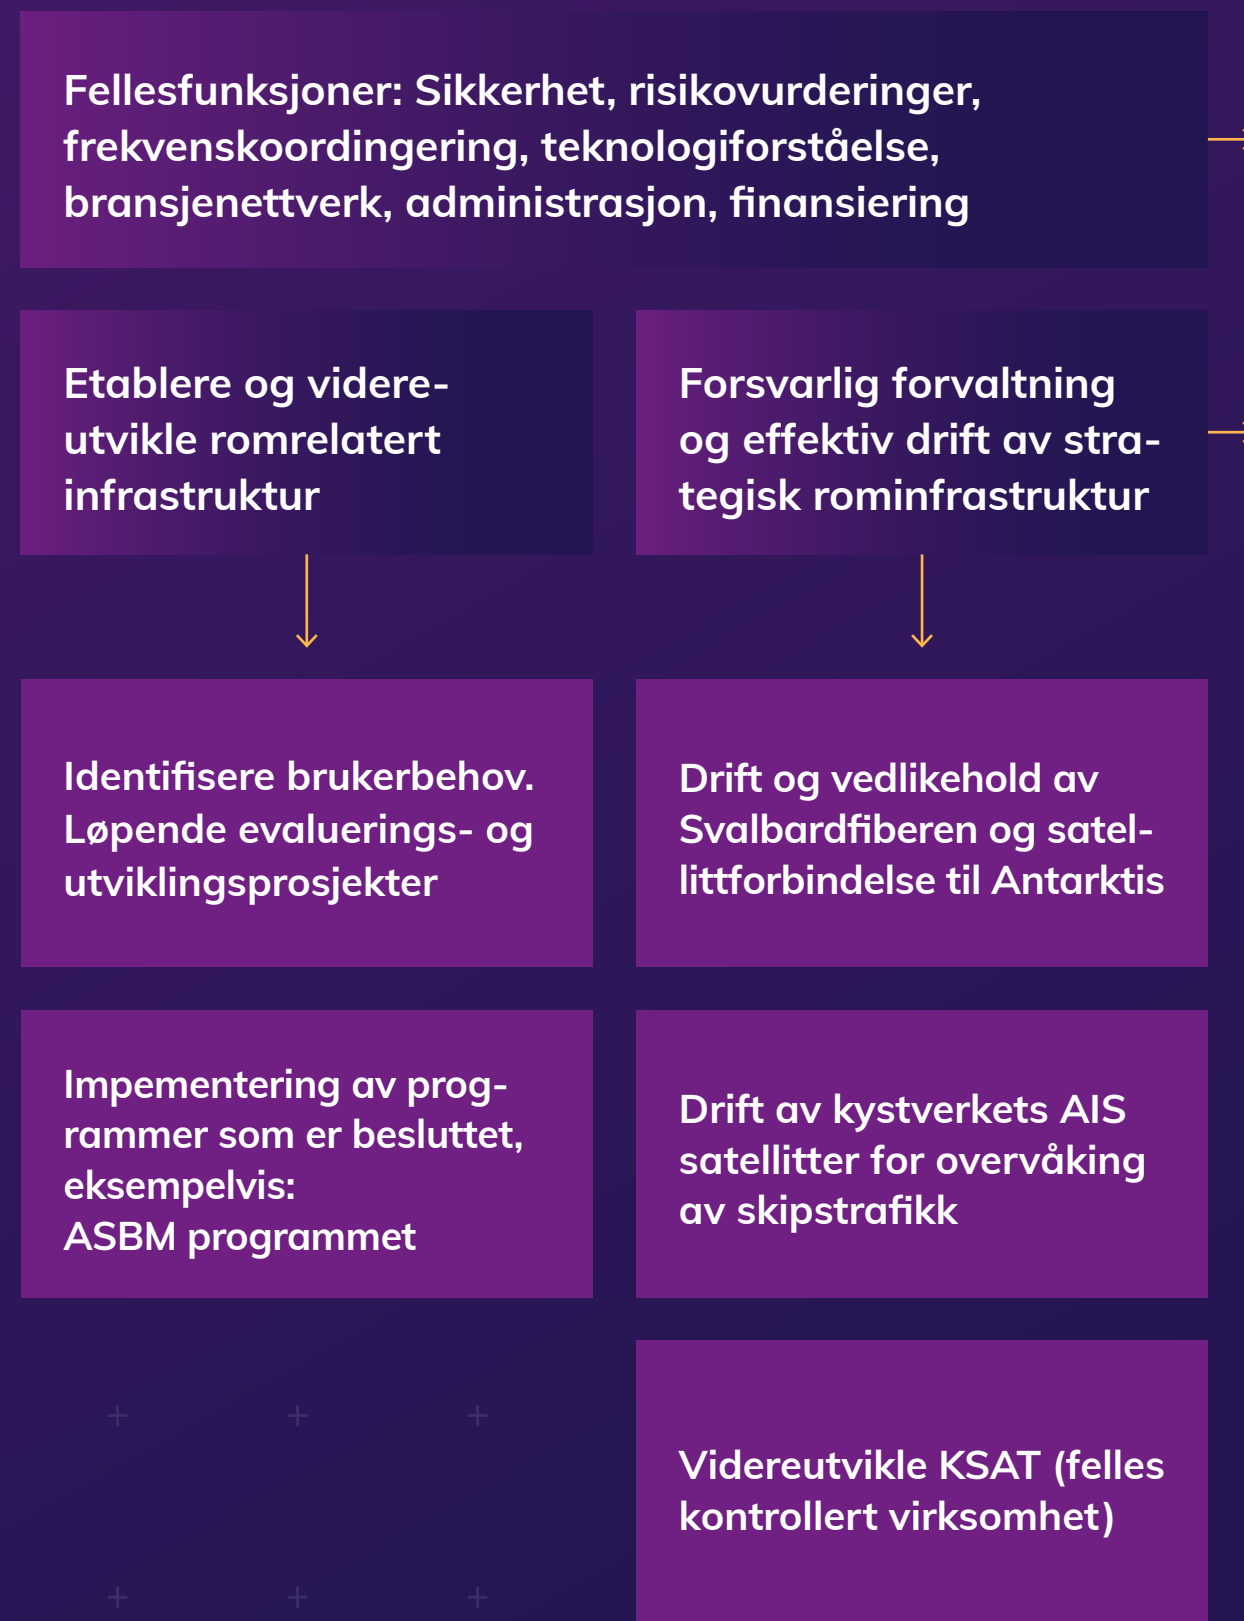 Fellesfunksjoner: Sikkerhet, risikovurderinger,
frekvenskoordingering, teknologiforståelse,
bransjenettverk, administrasjon, finansiering
Etablere og videre-
utvikle romrelatert
infrastruktur
Forsvarlig forvaltning
og effektiv drift av stra-
tegisk rominfrastruktur
Identifisere brukerbehov.
Løpende evaluerings- og
utviklingsprosjekter
Drift og vedlikehold av
Svalbardfiberen og satel-
littforbindelse til Antarktis
Impementering av prog-
rammer som er besluttet,
eksempelvis:
ASBM programmet
Drift av kystverkets AIS
satellitter for overvåking
av skipstrafikk
Videreutvikle KSAT (felles
kontrollert virksomhet)